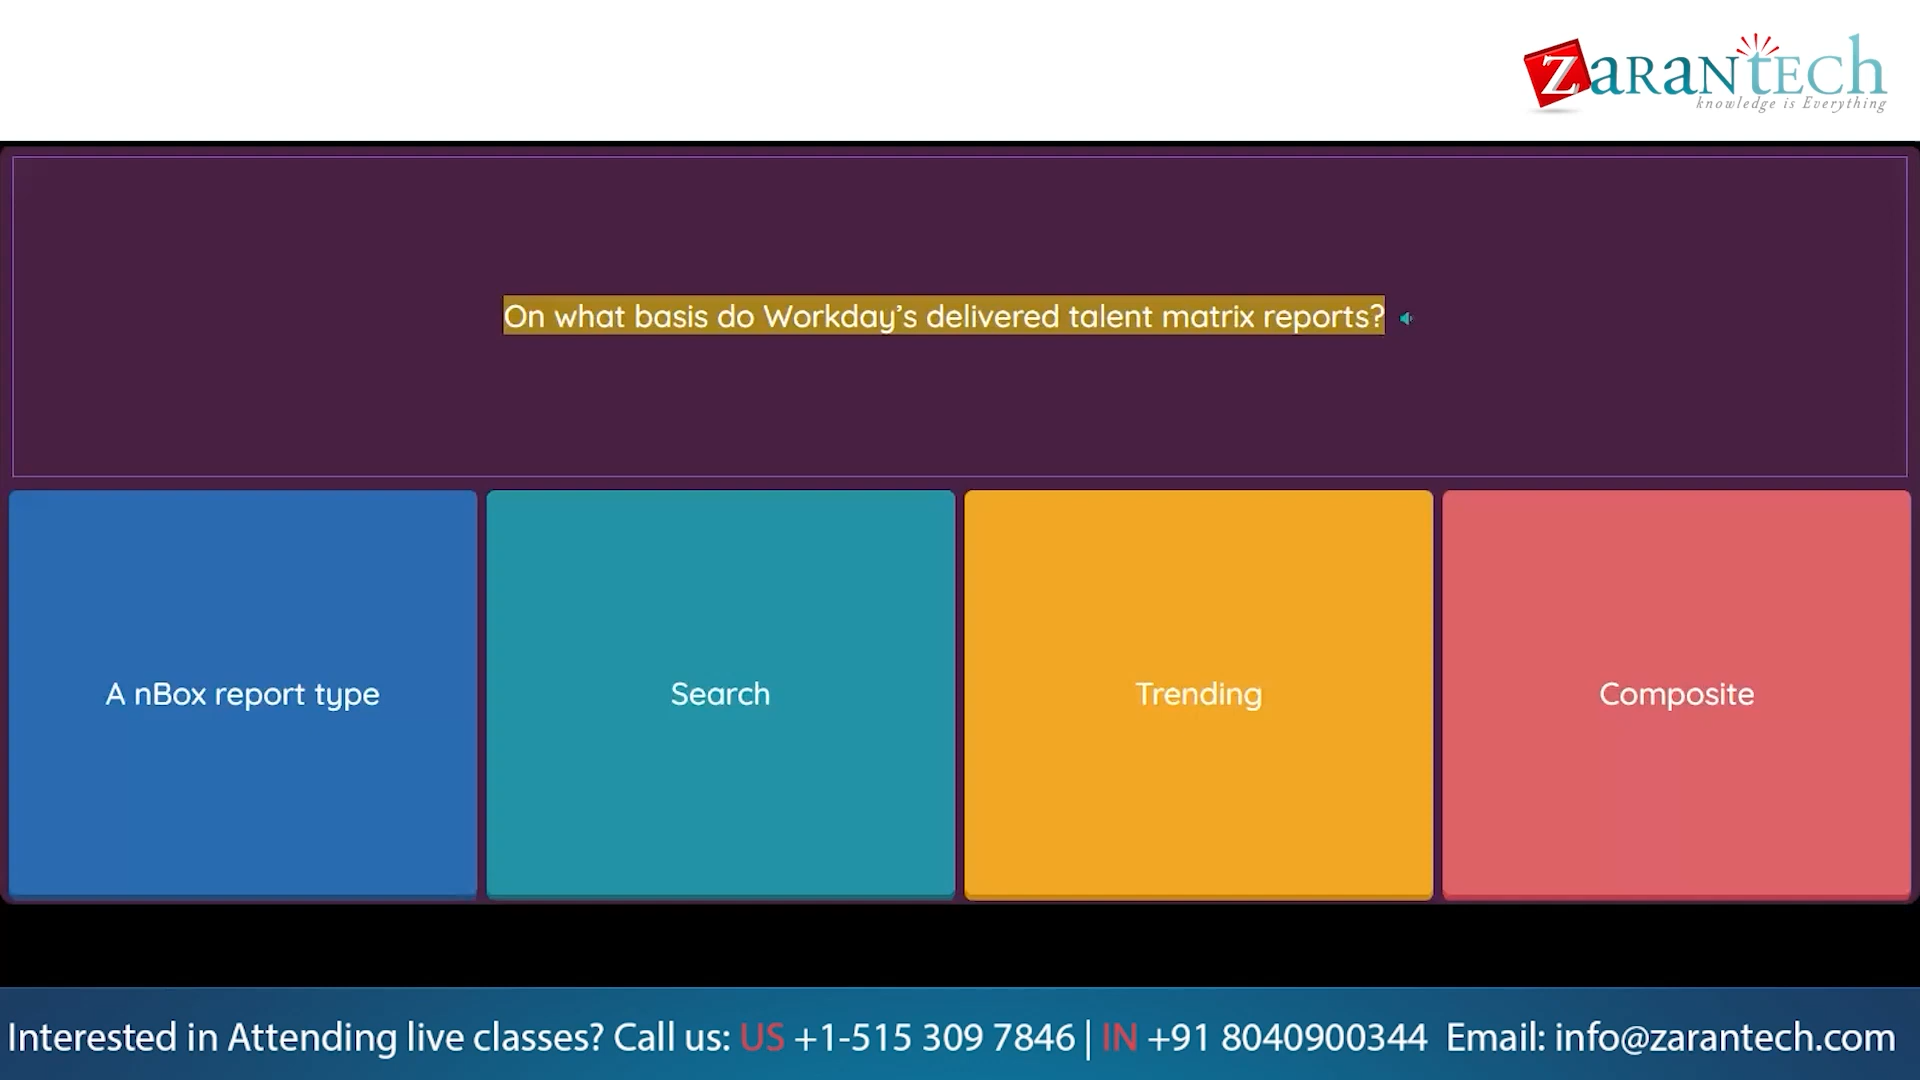 ZaranTech
knowledge is Everything
On what basis do Workday’s delivered talent matrix reports?
A nBox report type
Search
Trending
Composite
Interested in Attending live classes? Call us: US +1-515 309 7846 | IN +91 8040900344 Email: info@zarantech.com